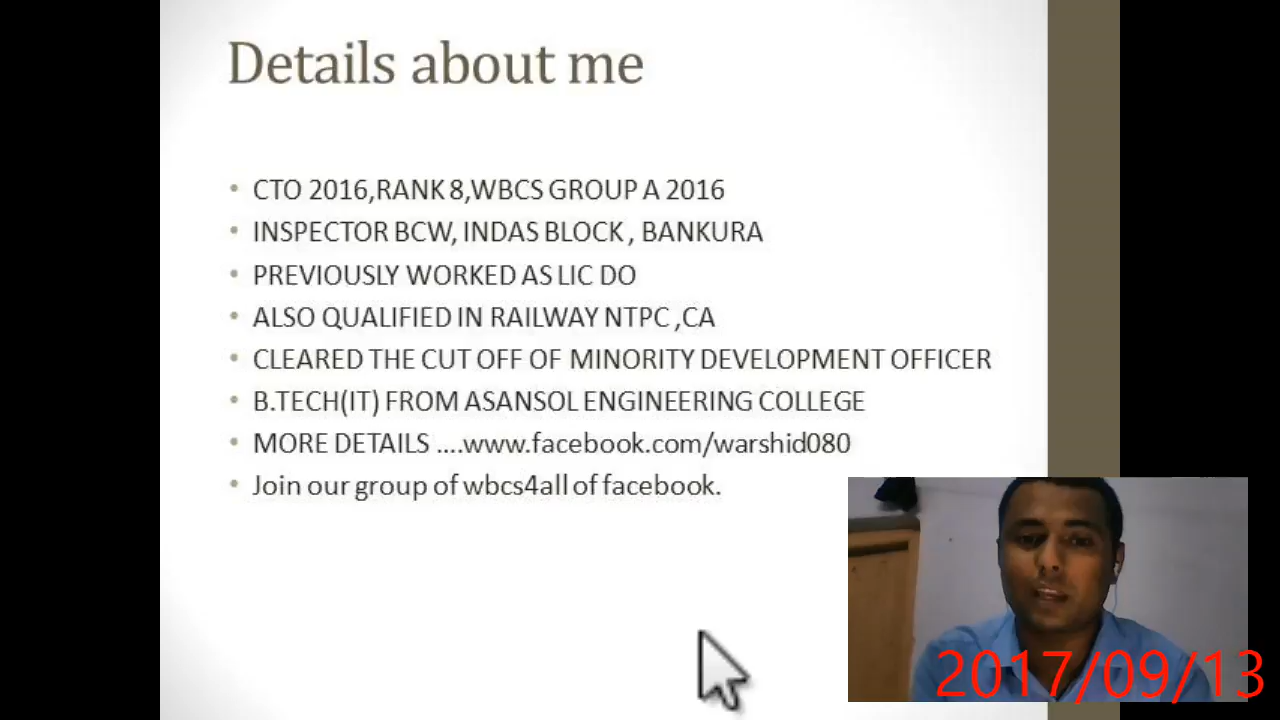 Details about me
• CTO 2016,RANK 8,WBCS GROUP A 2016
• INSPECTOR BCW, INDAS BLOCK , BANKURA
• PREVIOUSLY WORKED AS LIC DO
• ALSO QUALIFIED IN RAILWAY NTPC ,CA
• CLEARED THE CUT OFF OF MINORITY DEVELOPMENT OFFICER
• B.TECH(IT) FROM ASANSOL ENGINEERING COLLEGE
• MORE DETAILS ....www.facebook.com/warshid080
• Join our group of wbcs4all of facebook.
2017/09/13